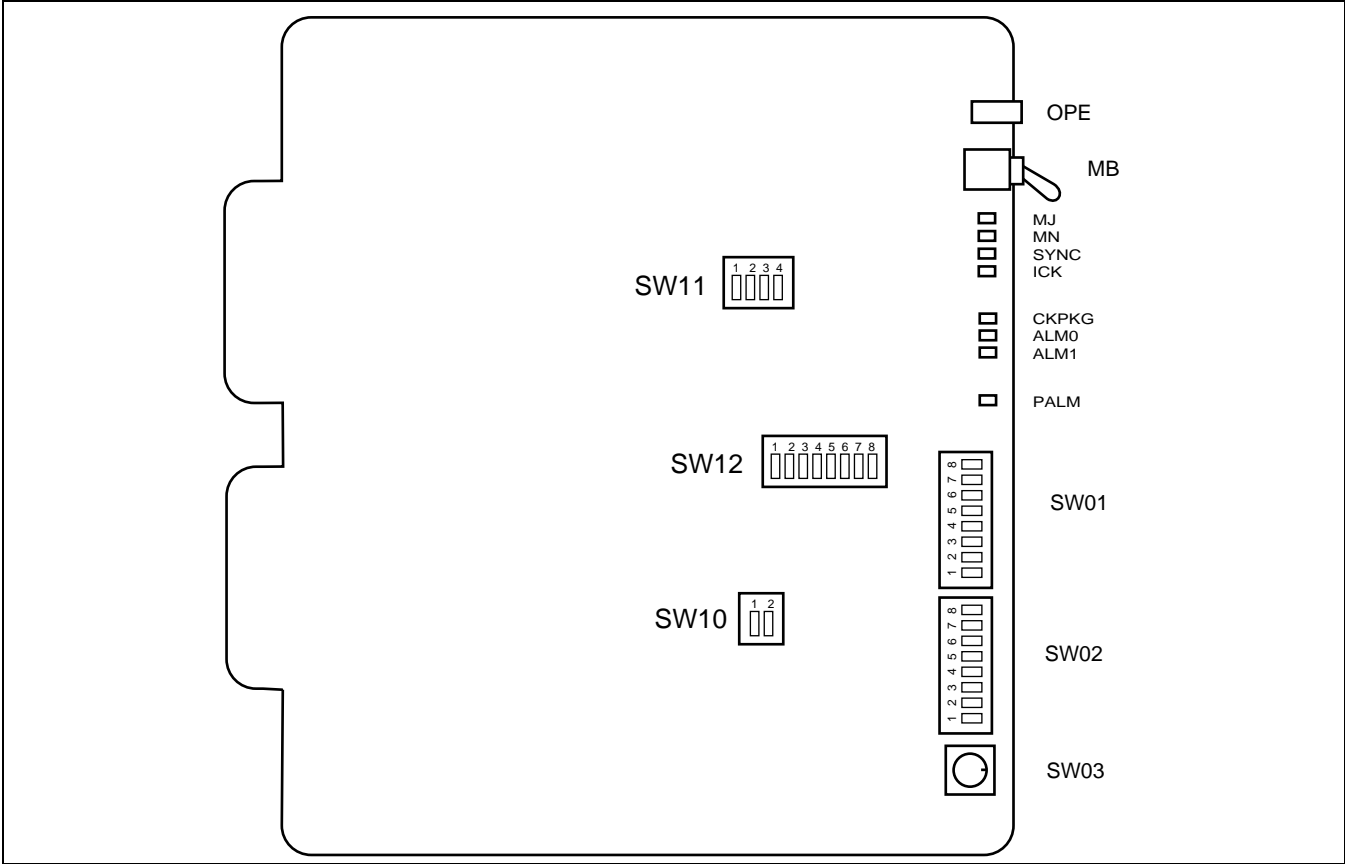 OPE
MB
MJ
MN
SYNC
ICK
SW11
1 2 3 4
CKPKG
ALM0
ALM1
PALM
SW12
1 2 3 4 5 6 7 8
SW01
8
7
6
5
4
3
2
1
SW10
1 2
SW02
8
7
6
5
4
3
2
1
SW03